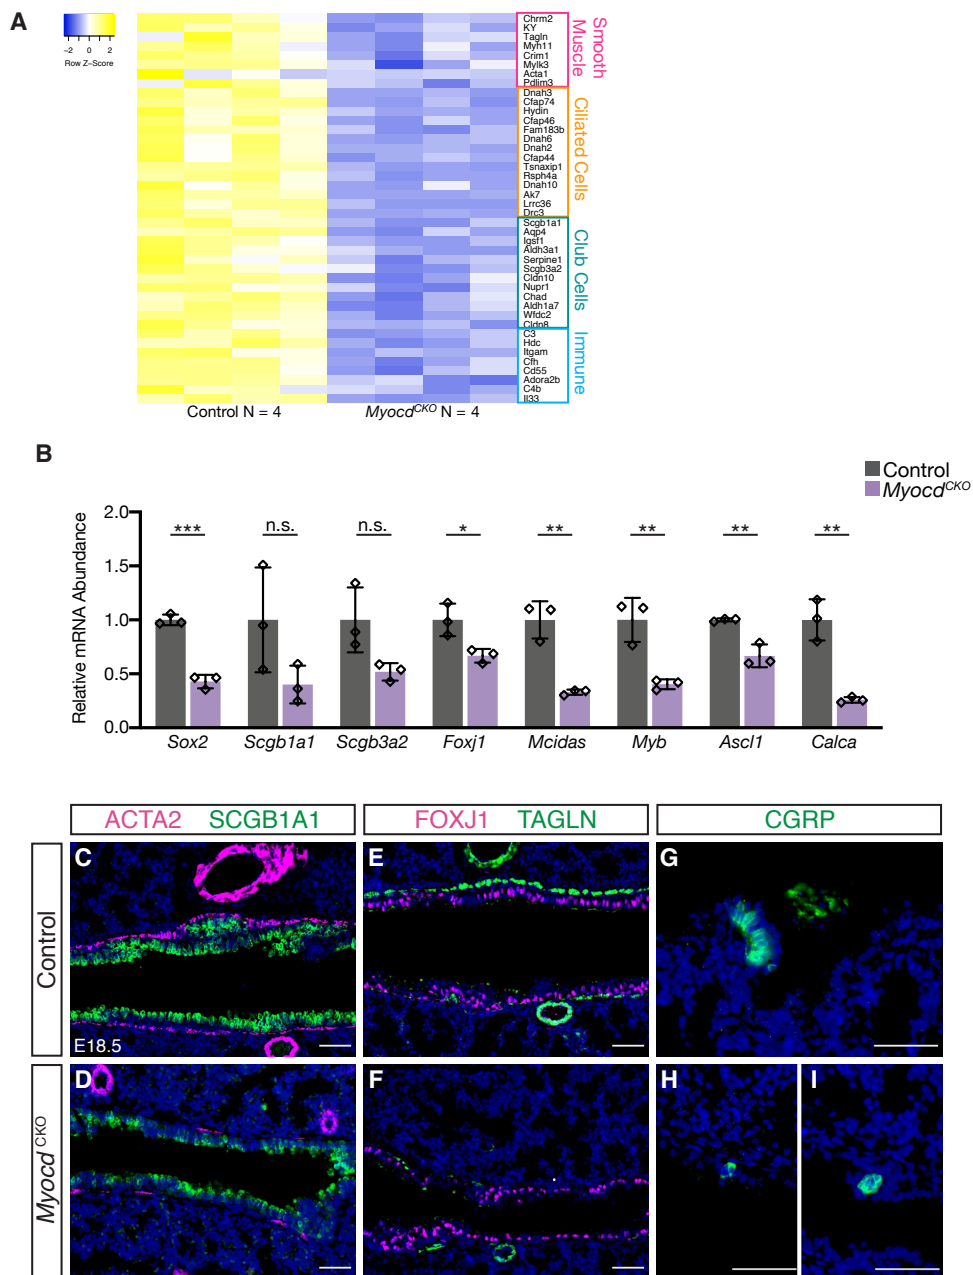 A
−2 0 2
Row Z−Score
Chrm2
KY
Tagln
Myh11
Crim1
Mylk3
Acta1
Pdlim3
Smooth
Muscle
Dnah3
Cfap74
Hydin
Cfap46
Fam183b
Dnah6
Dnah2
Cfap44
Tsnaxip1
Rsph4a
Dnah10
Ak7
Lrrc36
Drc3
Ciliated Cells
Scgb1a1
Aqp4
Igsf1
Aldh3a1
Serpine1
Scgb3a2
Cldn10
Nupr1
Chad
Aldh1a7
Wfdc2
Cldn8
Club Cells
C3
Hdc
Itgam
Cfh
Cd55
Adora2b
C4b
Il33
Immune
Control N = 4
MyocdCKO N = 4
B
Control
MyocdCKO
Relative mRNA Abundance
2.0
1.5
1.0
0.5
0.0
*** n.s. n.s. * ** ** ** **
Sox2 Scgb1a1 Scgb3a2 Foxj1 Mcidas Myb Ascl1 Calca
ACTA2 SCGB1A1
FOXJ1 TAGLN
CGRP
Control
C
E18.5
E
G
Myocd CKO
D
F
H
I